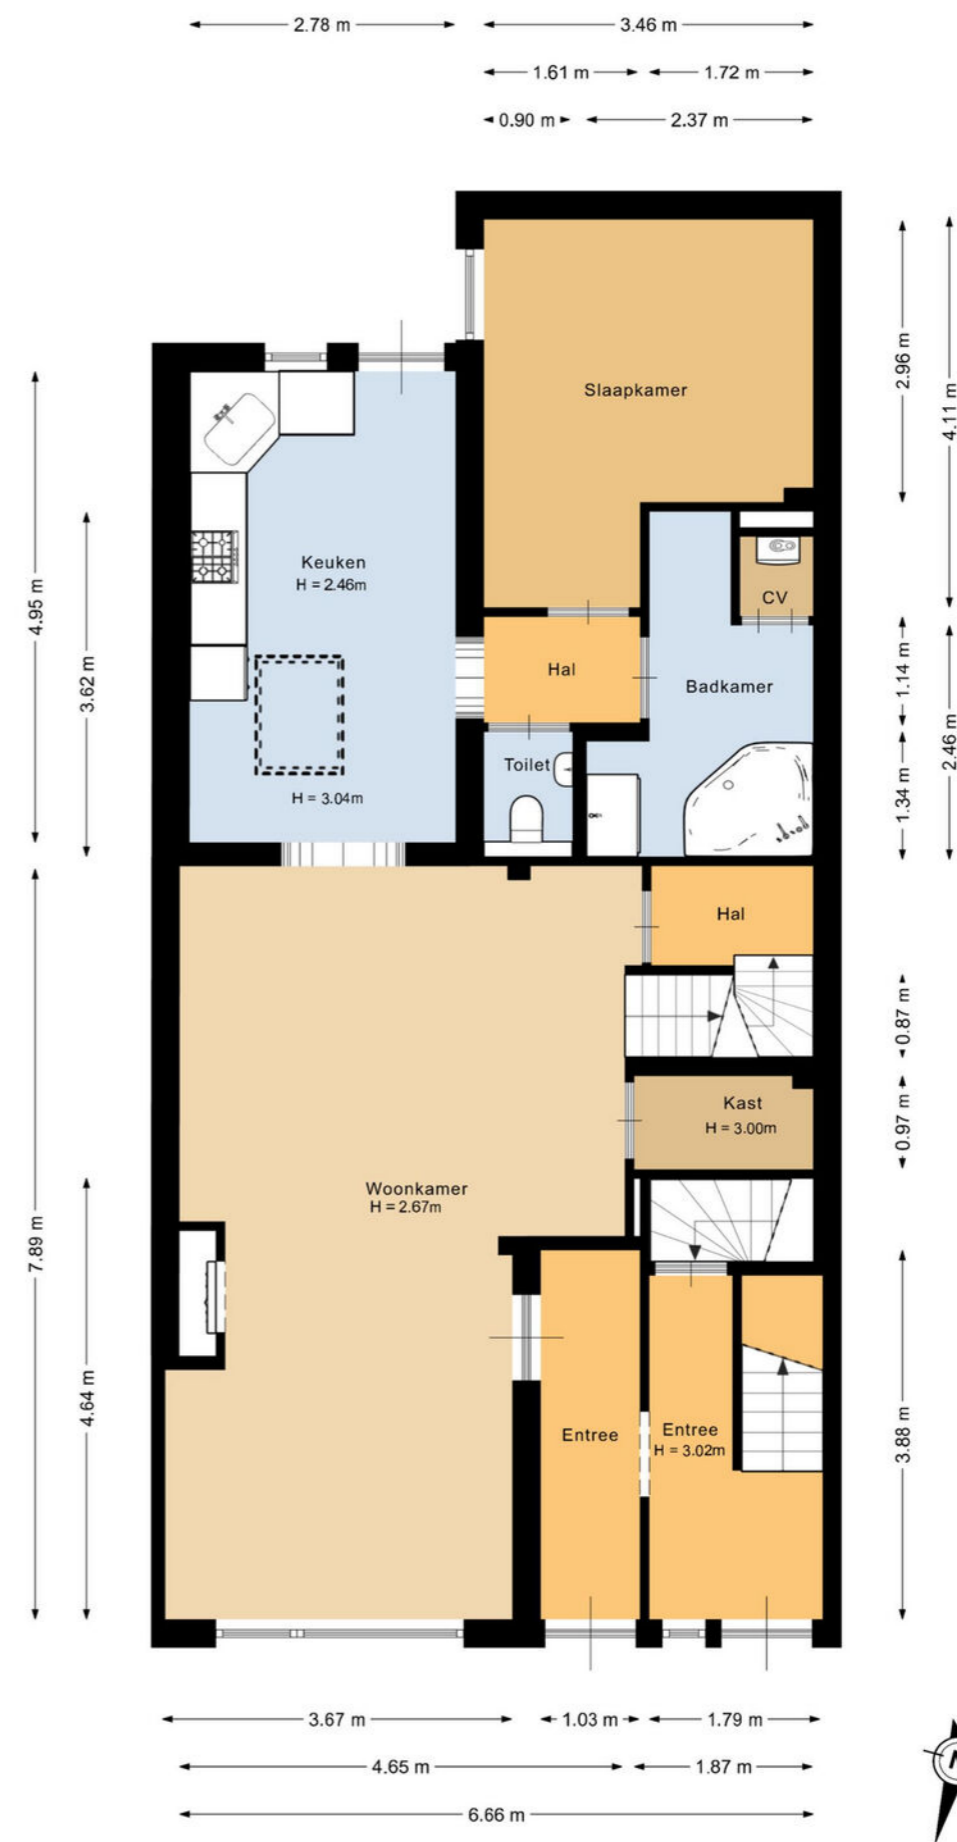 2.78 m
3.46 m
1.61 m
1.72 m
0.90 m
2.37 m
2.96 m
4.11 m
Slaapkamer
4.95 m
Keuken
H = 2.46m
CV
3.62 m
Hal
Badkamer
1.14 m
2.46 m
Toilet
H = 3.04m
1.34 m
Hal
0.87 m
Kast
H = 3.00m
0.97 m
Woonkamer
H = 2.67m
7.89 m
4.64 m
Entree
Entree
H = 3.02m
3.88 m
3.67 m
1.03 m
1.79 m
4.65 m
1.87 m
6.66 m